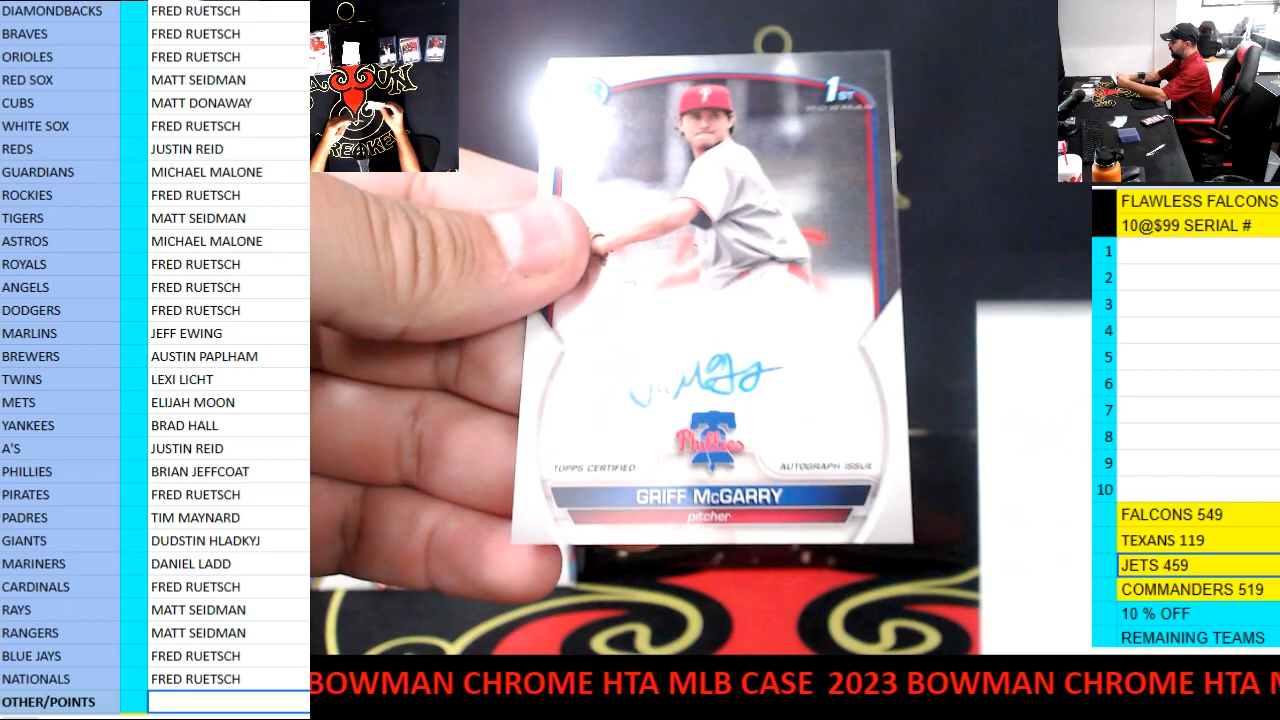 DIAMONDBACKS FRED RUETSCH
BRAVES FRED RUETSCH
ORIOLES FRED RUETSCH
RED SOX MATT SEIDMAN
CUBS MATT DONAWAY
WHITE SOX FRED RUETSCH
REDS JUSTIN REID
GUARDIANS MICHAEL MALONE
ROCKIES FRED RUETSCH
TIGERS MATT SEIDMAN
ASTROS MICHAEL MALONE
ROYALS FRED RUETSCH
ANGELS FRED RUETSCH
DODGERS FRED RUETSCH
MARLINS JEFF EWING
BREWERS AUSTIN PAPLHAM
TWINS LEXI LICHT
METS ELIJAH MOON
YANKEES BRAD HALL
A'S JUSTIN REID
PHILLIES BRIAN JEFFCOAT
PIRATES FRED RUETSCH
PADRES TIM MAYNARD
GIANTS DUDSTIN HLADKYJ
MARINERS DANIEL LADD
CARDINALS FRED RUETSCH
RAYS MATT SEIDMAN
RANGERS MATT SEIDMAN
BLUE JAYS FRED RUETSCH
NATIONALS FRED RUETSCH
OTHER/POINTS
1ST
P
Phillies
TOPPS CERTIFIED AUTOGRAPH ISSUE
GRIFF McGARRY
pitcher
FLAWLESS FALCONS
10@$99 SERIAL #
1
2
3
4
5
6
7
8
9
10
FALCONS 549
TEXANS 119
JETS 459
COMMANDERS 519
10 % OFF
REMAINING TEAMS
BOWMAN CHROME HTA MLB CASE 2023 BOWMAN CHROME HTA